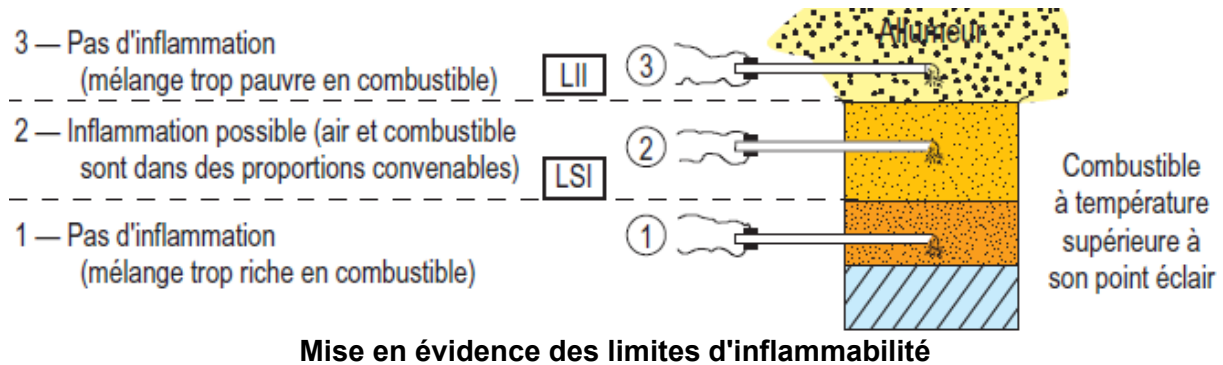 Allumeur
3 — Pas d'inflammation
(mélange trop pauvre en combustible)
LII
3
2 — Inflammation possible (air et combustible
sont dans des proportions convenables)
2
LSI
1 — Pas d'inflammation
(mélange trop riche en combustible)
1
Combustible
à température
supérieure à
son point éclair
Mise en évidence des limites d'inflammabilité